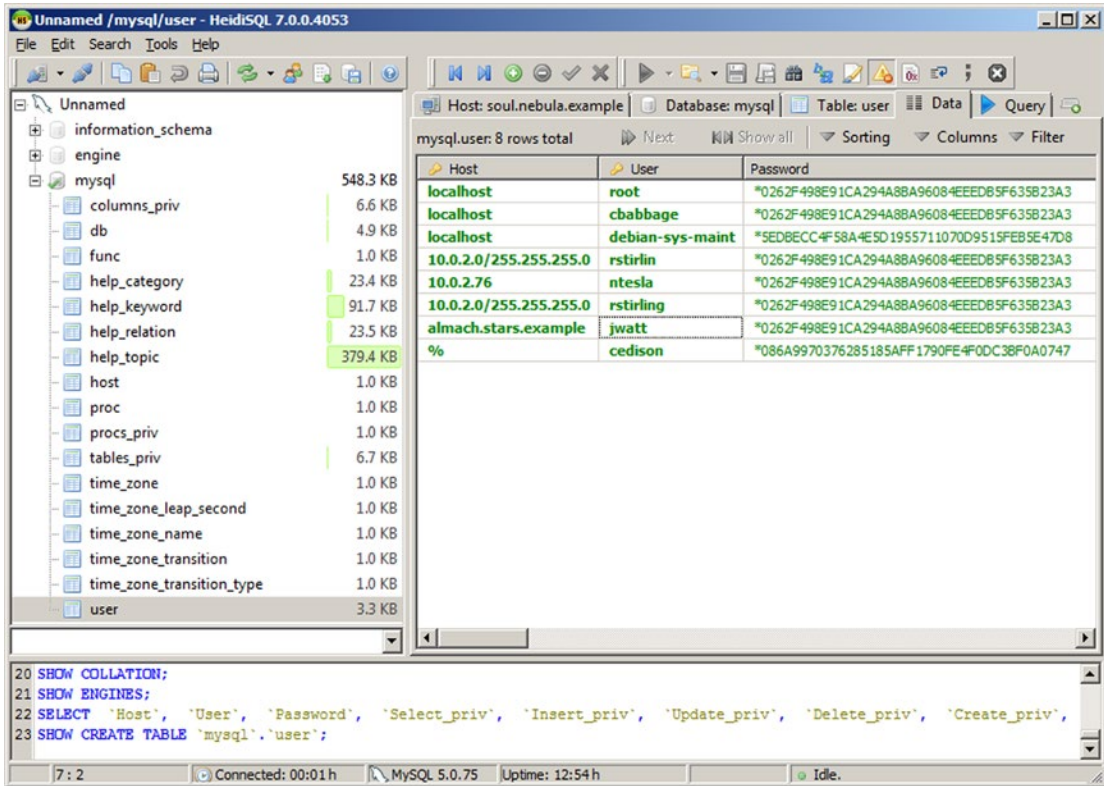 Unnamed /mysql/user - HeidiSQL 7.0.0.4053
File Edit Search Tools Help
Unnamed
information_schema
engine
mysql 548.3 KB
columns_priv 6.6 KB
db 4.9 KB
func 1.0 KB
help_category 23.4 KB
help_keyword 91.7 KB
help_relation 23.5 KB
help_topic 379.4 KB
host 1.0 KB
proc 1.0 KB
procs_priv 1.0 KB
tables_priv 6.7 KB
time_zone 1.0 KB
time_zone_leap_second 1.0 KB
time_zone_name 1.0 KB
time_zone_transition 1.0 KB
time_zone_transition_type 1.0 KB
user 3.3 KB
Host: soul.nebula.example Database: mysql Table: user Data Query
mysql.user: 8 rows total Next Show all Sorting Columns Filter
Host User Password
localhost root *0262F498E91CA294A8BA96084EEEDB5F635B23A3
localhost cbabbage *0262F498E91CA294A8BA96084EEEDB5F635B23A3
localhost debian-sys-maint *5EDBECC4F58A4E5D1955711070D9515FEB5E47D8
10.0.2.0/255.255.255.0 rstirlin *0262F498E91CA294A8BA96084EEEDB5F635B23A3
10.0.2.76 ntesla *0262F498E91CA294A8BA96084EEEDB5F635B23A3
10.0.2.0/255.255.255.0 rstirling *0262F498E91CA294A8BA96084EEEDB5F635B23A3
almach.stars.example jwatt *0262F498E91CA294A8BA96084EEEDB5F635B23A3
% cedison *086A9970376285185AFF1790FE4F0DC3BF0A0747
20 SHOW COLLATION;
21 SHOW ENGINES;
22 SELECT `Host`, `User`, `Password`, `Select_priv`, `Insert_priv`, `Update_priv`, `Delete_priv`, `Create_priv`,
23 SHOW CREATE TABLE `mysql`.`user`;
7 : 2 Connected: 00:01 h MySQL 5.0.75 Uptime: 12:54 h Idle.